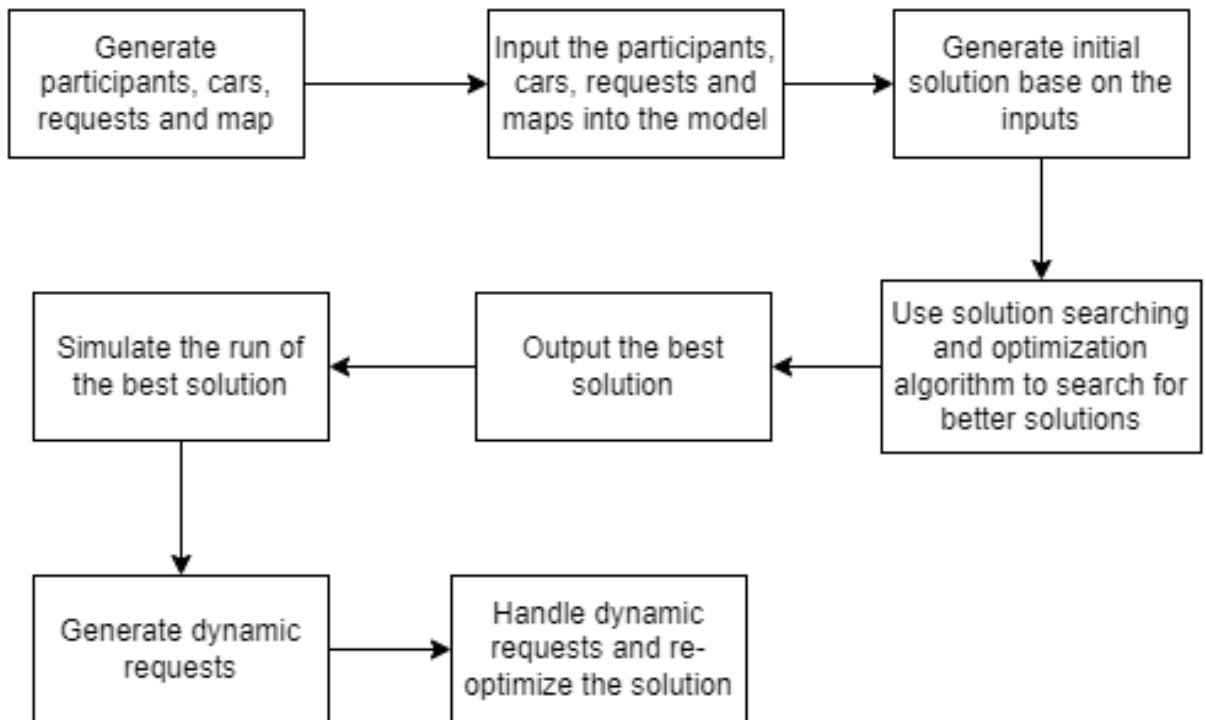 Generate
participants, cars,
requests and map
Input the participants,
cars, requests and
maps into the model
Generate initial
solution base on the
inputs
Use solution searching
and optimization
algorithm to search for
better solutions
Output the best
solution
Simulate the run of
the best solution
Generate dynamic
requests
Handle dynamic
requests and re-
optimize the solution